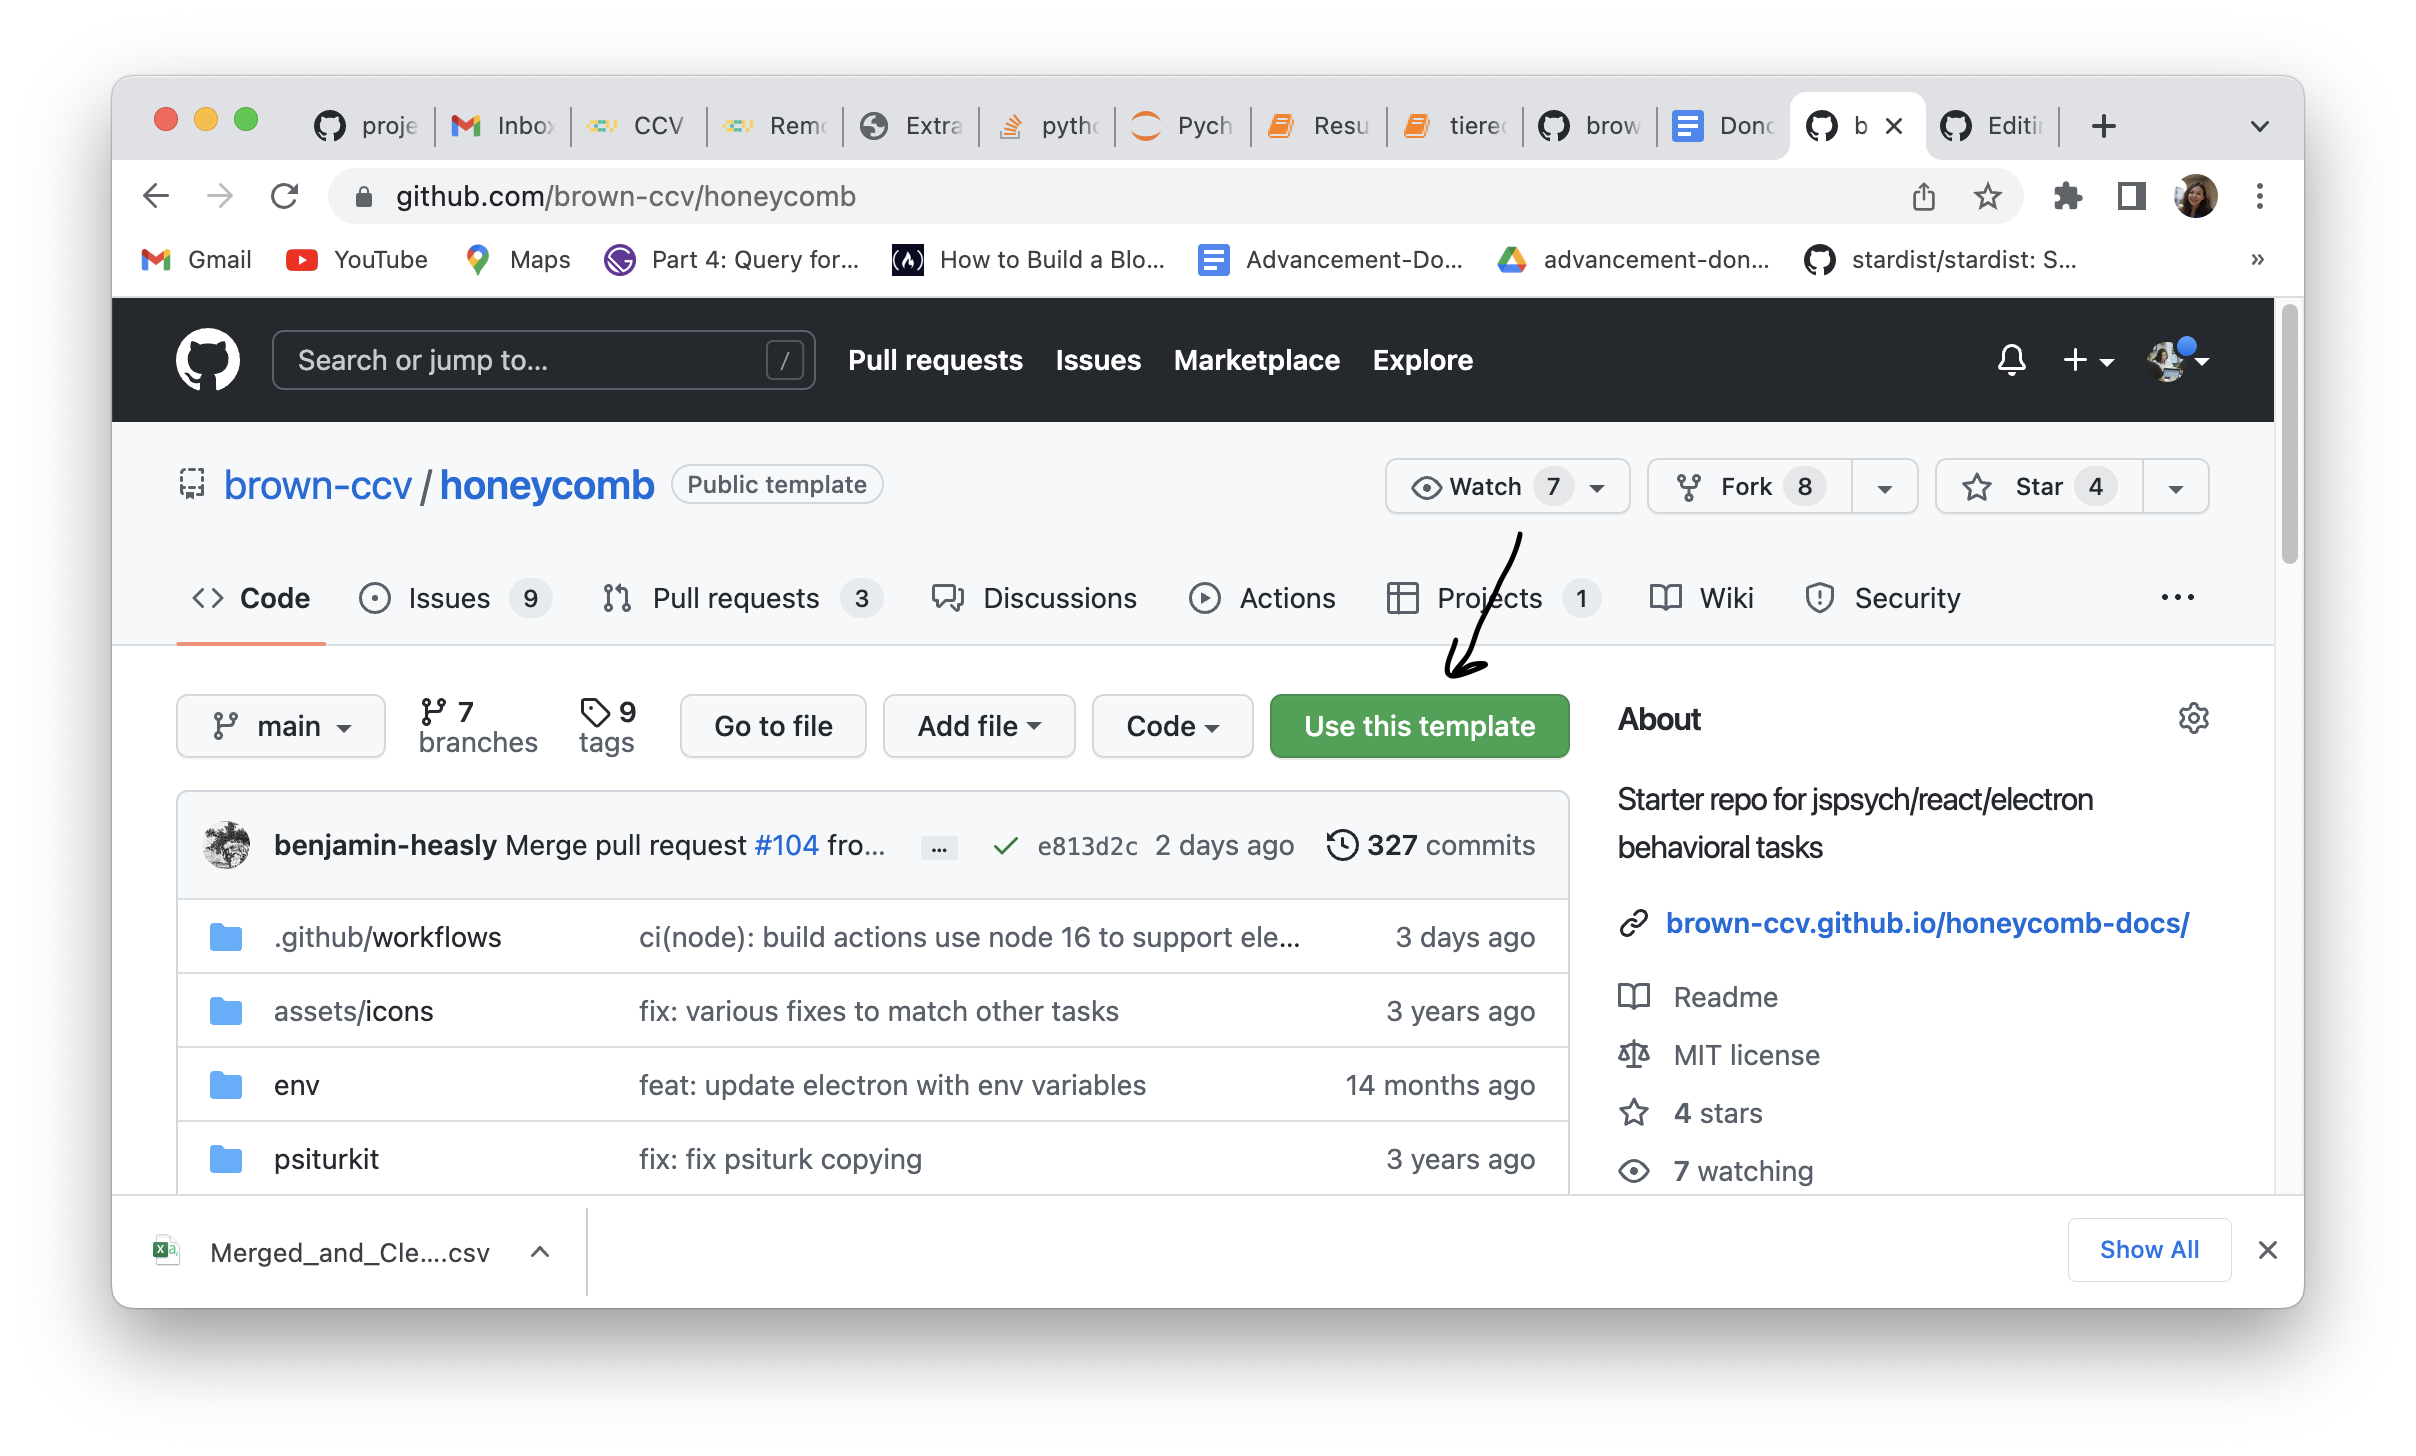 proje Inbox CCV Remo Extra pytho Pych Resu tiered brow Dono b Editin
github.com/brown-ccv/honeycomb
Gmail YouTube Maps Part 4: Query for... How to Build a Blo... Advancement-Do... advancement-don... stardist/stardist: S... »
Search or jump to... / Pull requests Issues Marketplace Explore
brown-ccv / honeycomb Public template Watch 7 Fork 8 Star 4
Code Issues 9 Pull requests 3 Discussions Actions Projects 1 Wiki Security ...
main 7 branches 9 tags Go to file Add file Code Use this template
About
Starter repo for jspsych/react/electron
behavioral tasks
brown-ccv.github.io/honeycomb-docs/
Readme
MIT license
4 stars
7 watching
benjamin-heasly Merge pull request #104 fro... ... e813d2c 2 days ago 327 commits
.github/workflows ci(node): build actions use node 16 to support ele... 3 days ago
assets/icons fix: various fixes to match other tasks 3 years ago
env feat: update electron with env variables 14 months ago
psiturkit fix: fix psiturk copying 3 years ago
Merged_and_Cle....csv Show All